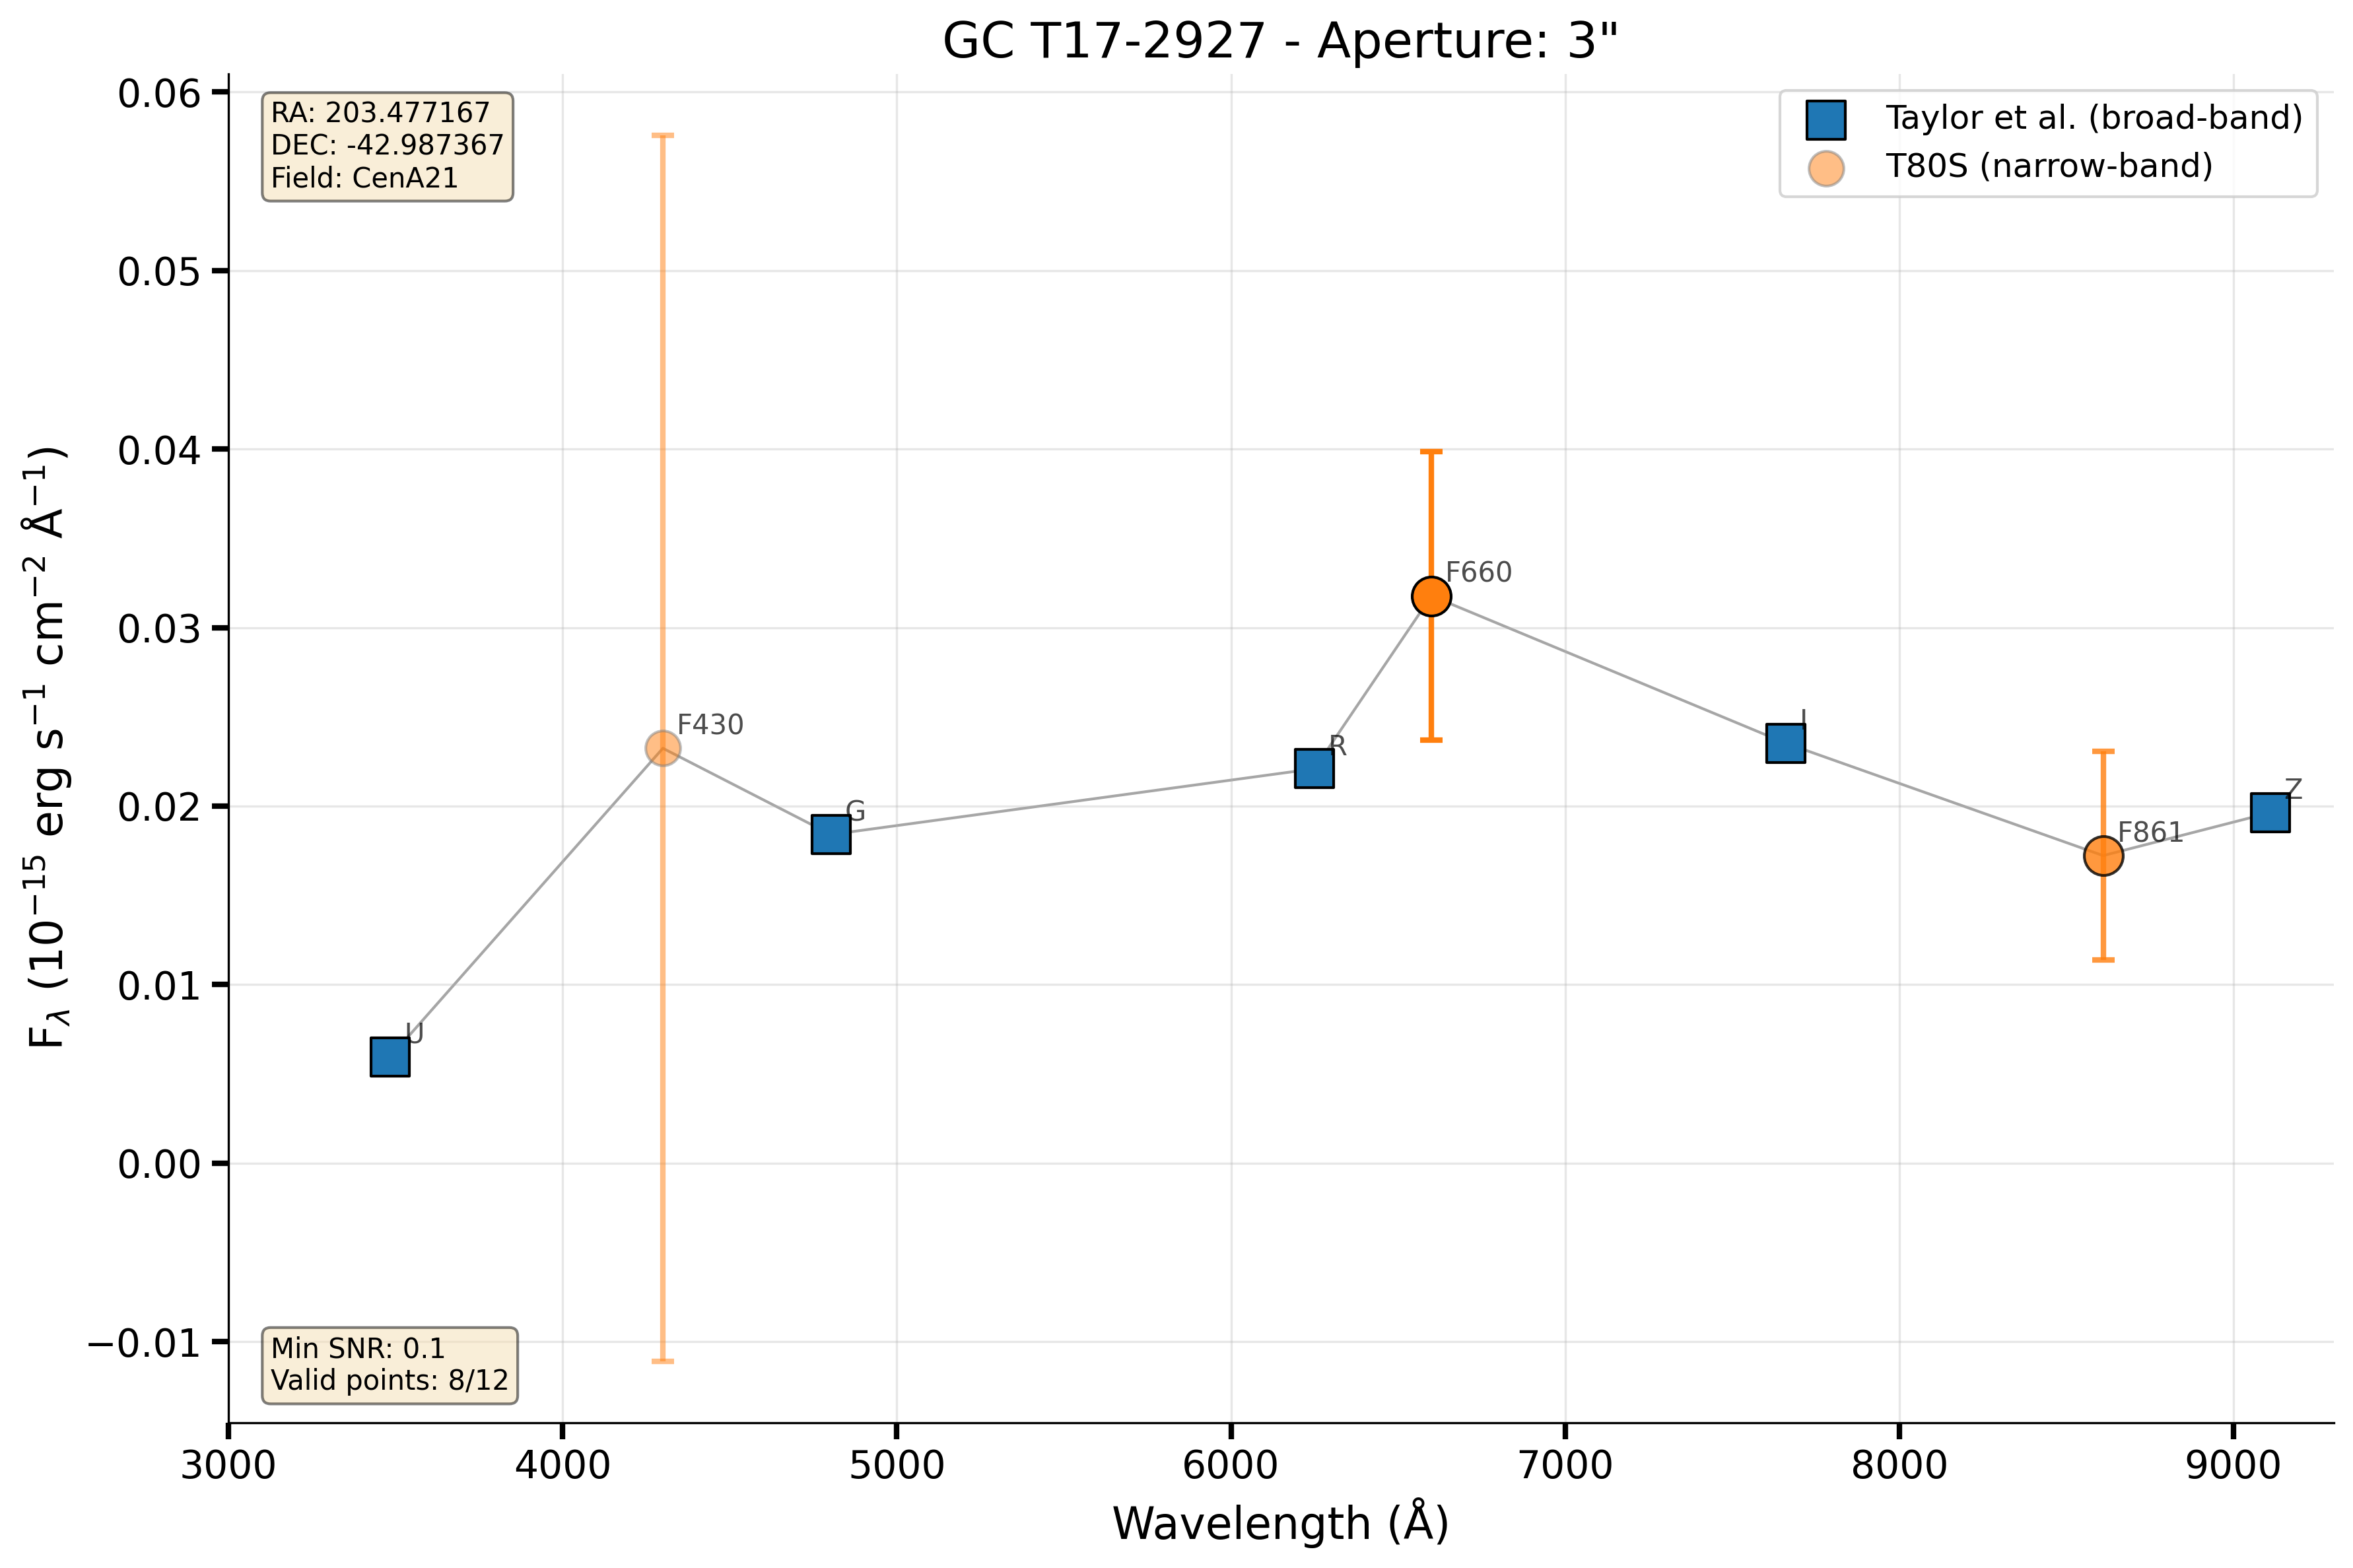 GC T17-2927 - Aperture: 3"
RA: 203.477167
DEC: -42.987367
Field: CenA21
Taylor et al. (broad-band)
T80S (narrow-band)
0.06
0.05
0.04
0.03
0.02
0.01
0.00
−0.01
F660
F430
I
R
G
Z
F861
U
F$_{λ}$ (10$^{−15}$ erg s$^{−1}$ cm$^{−2}$ Å$^{−1}$)
Min SNR: 0.1
Valid points: 8/12
3000 4000 5000 6000 7000 8000 9000
Wavelength (Å)